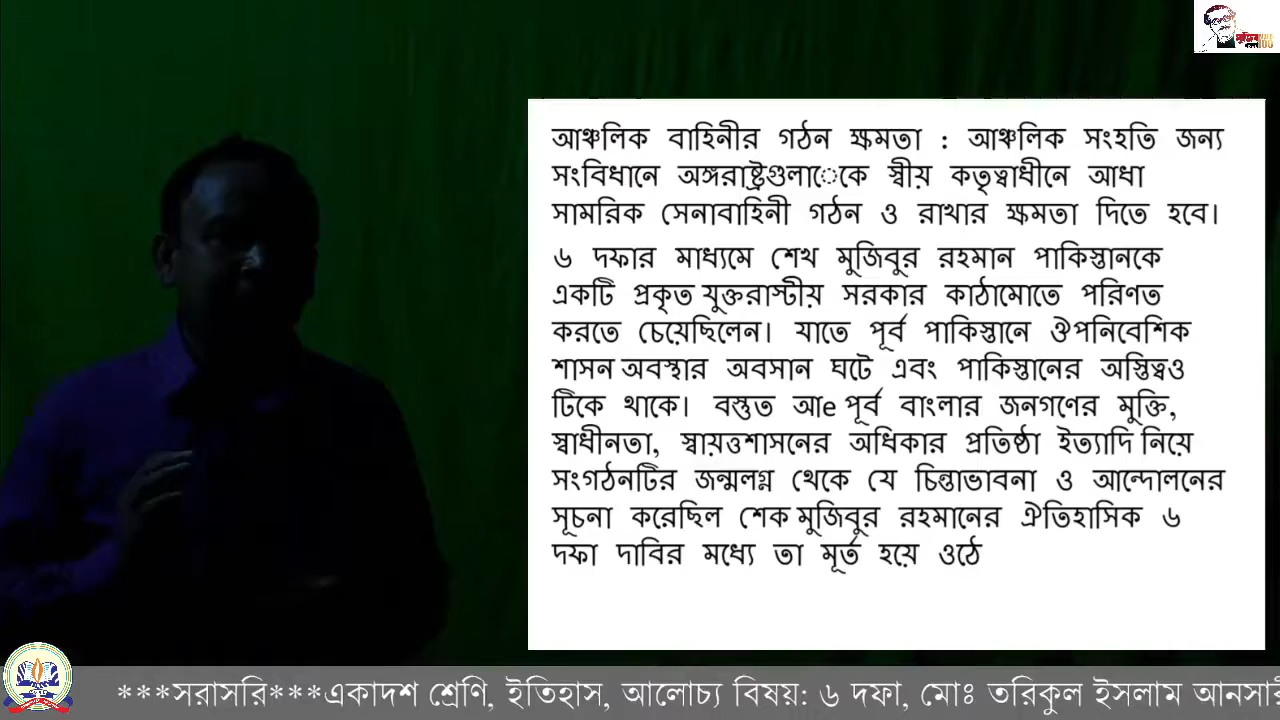 আঞ্চলিক বাহিনীর গঠন ক্ষমতা : আঞ্চলিক সংহতি জন্য
সংবিধানে অঙ্গরাষ্ট্রগুলােকে স্বীয় কতৃত্বাধীনে আধা
সামরিক সেনাবাহিনী গঠন ও রাখার ক্ষমতা দিতে হবে।
৬ দফার মাধ্যমে শেখ মুজিবুর রহমান পাকিস্তানকে
একটি প্রকৃত যুক্তরাস্টীয় সরকার কাঠামোতে পরিণত
করতে চেয়েছিলেন। যাতে পূর্ব পাকিস্তানে ঔপনিবেশিক
শাসন অবস্থার অবসান ঘটে এবং পাকিস্তানের অস্তিত্বও
টিকে থাকে। বস্তুত আe পূর্ব বাংলার জনগণের মুক্তি,
স্বাধীনতা, স্বায়ত্তশাসনের অধিকার প্রতিষ্ঠা ইত্যাদি নিয়ে
সংগঠনটির জন্মলগ্ন থেকে যে চিন্তাভাবনা ও আন্দোলনের
সূচনা করেছিল শেক মুজিবুর রহমানের ঐতিহাসিক ৬
দফা দাবির মধ্যে তা মূর্ত হয়ে ওঠে
***সরাসরি***একাদশ শ্রেণি, ইতিহাস, আলোচ্য বিষয়: ৬ দফা, মোঃ তরিকুল ইসলাম আনসারী